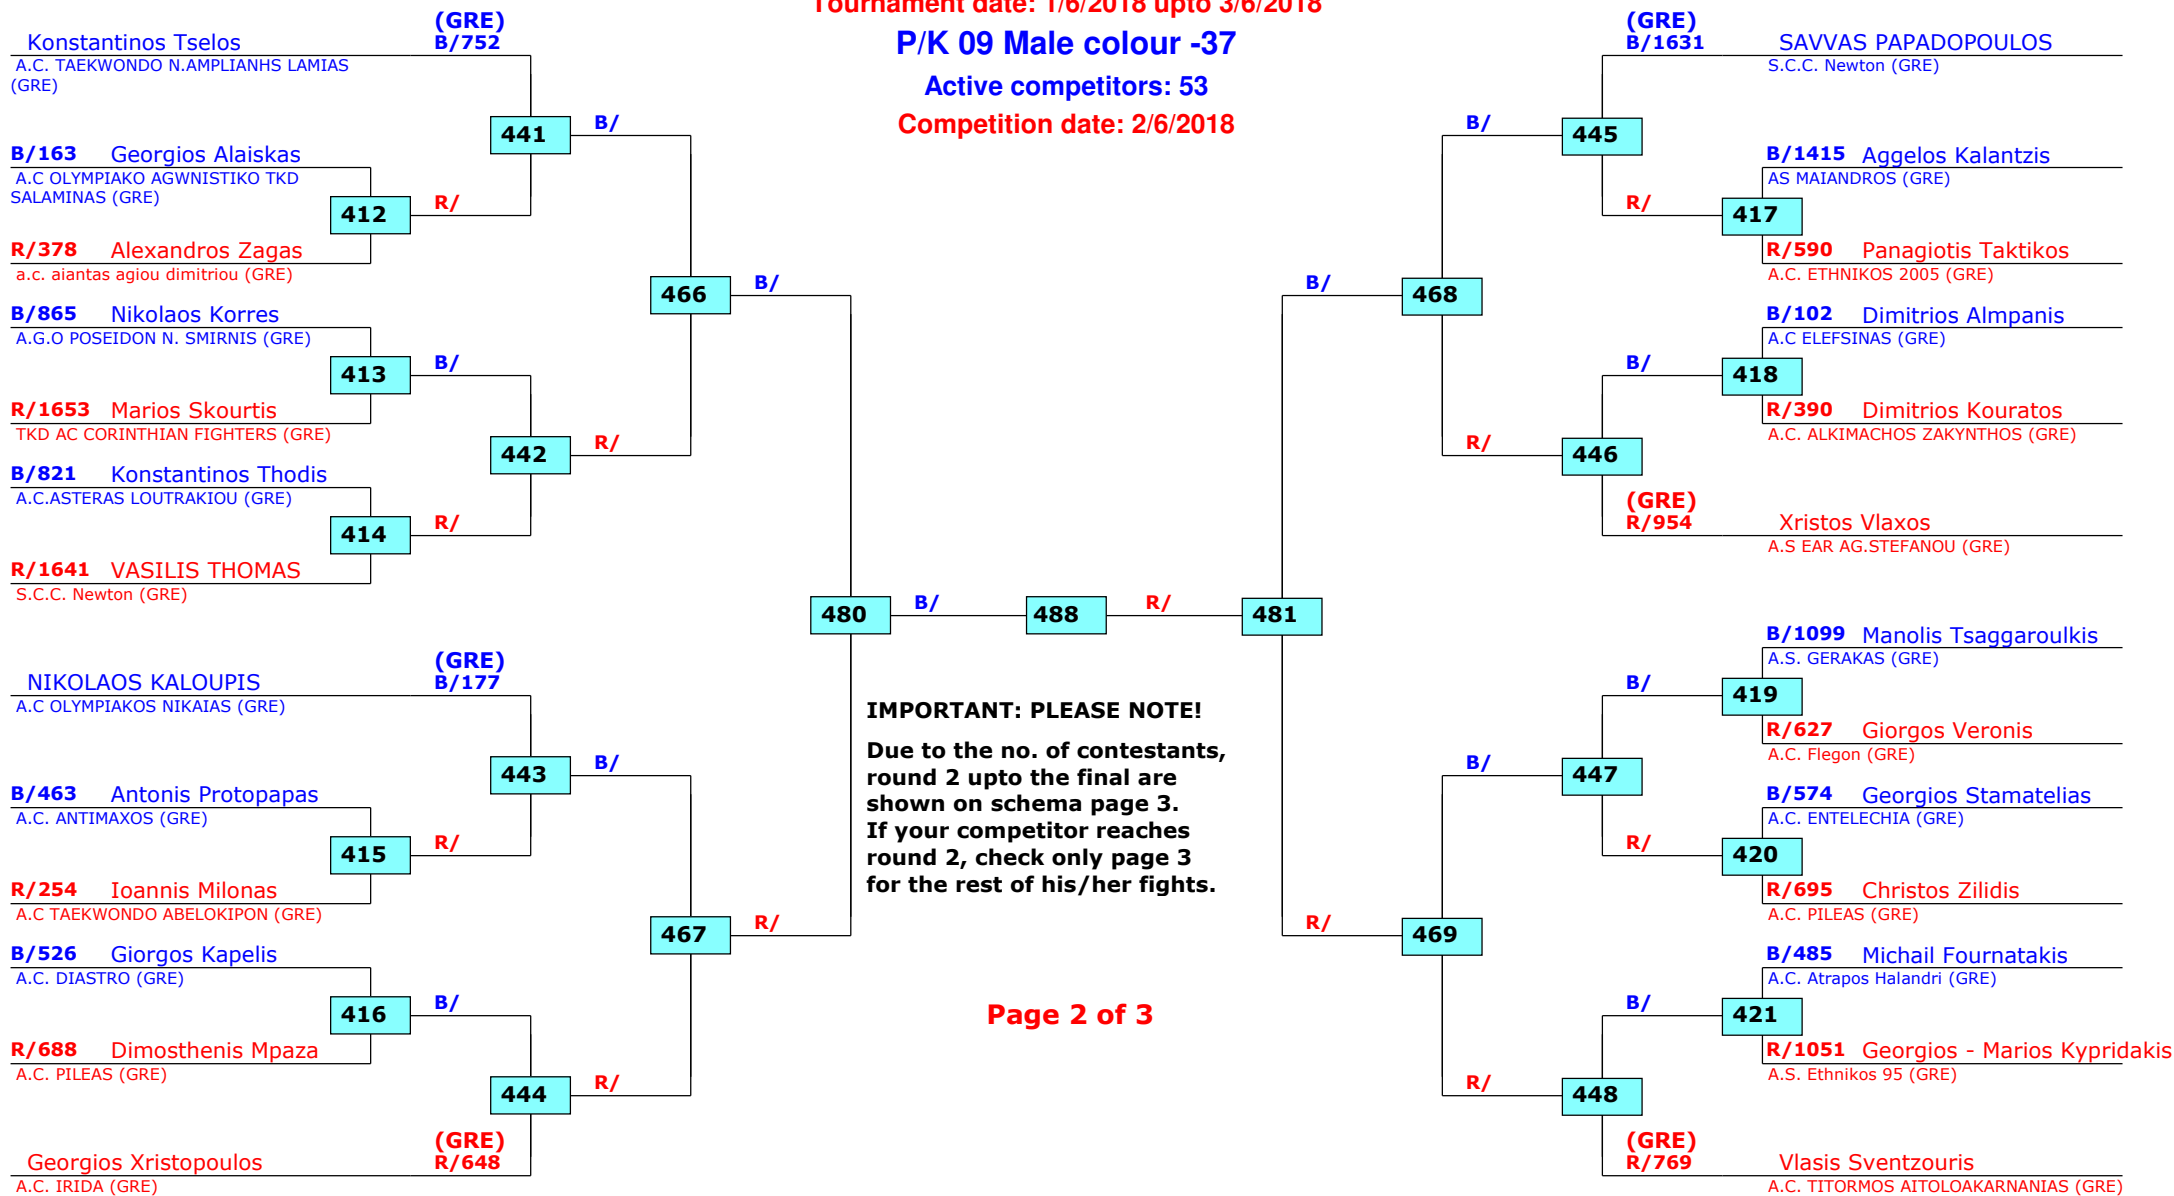 Tournament date: 1/6/2018 upto 3/6/2018
P/K 09 Male colour -37
Active competitors: 53
Competition date: 2/6/2018
(GRE)
Konstantinos Tselos B/752
A.C. TAEKWONDO N.AMPLIANHS LAMIAS
(GRE)
441 B/
B/163 Georgios Alaiskas
A.C OLYMPIAKO AGWNISTIKO TKD
SALAMINAS (GRE)
412 R/
R/378 Alexandros Zagas
a.c. aiantas agiou dimitriou (GRE)
466 B/
B/865 Nikolaos Korres
A.G.O POSEIDON N. SMIRNIS (GRE)
413 B/
R/1653 Marios Skourtis
TKD AC CORINTHIAN FIGHTERS (GRE)
442 R/
B/821 Konstantinos Thodis
A.C.ASTERAS LOUTRAKIOU (GRE)
414 R/
R/1641 VASILIS THOMAS
S.C.C. Newton (GRE)
480 B/ 488 R/ 481
(GRE)
NIKOLAOS KALOUPIS B/177
A.C OLYMPIAKOS NIKAIAS (GRE)
443 B/
B/463 Antonis Protopapas
A.C. ANTIMAXOS (GRE)
415 R/
R/254 Ioannis Milonas
A.C TAEKWONDO ABELOKIPON (GRE)
467 R/
B/526 Giorgos Kapelis
A.C. DIASTRO (GRE)
416 B/
R/688 Dimosthenis Mpaza
A.C. PILEAS (GRE)
444 R/
(GRE)
Georgios Xristopoulos R/648
A.C. IRIDA (GRE)
IMPORTANT: PLEASE NOTE!
Due to the no. of contestants,
round 2 upto the final are
shown on schema page 3.
If your competitor reaches
round 2, check only page 3
for the rest of his/her fights.
Page 2 of 3
(GRE)
B/1631 SAVVAS PAPADOPOULOS
S.C.C. Newton (GRE)
B/ 445
B/1415 Aggelos Kalantzis
AS MAIANDROS (GRE)
R/ 417
R/590 Panagiotis Taktikos
A.C. ETHNIKOS 2005 (GRE)
B/ 468
B/102 Dimitrios Almpanis
A.C ELEFSINAS (GRE)
B/ 418
R/390 Dimitrios Kouratos
A.C. ALKIMACHOS ZAKYNTHOS (GRE)
R/ 446
(GRE)
R/954 Xristos Vlaxos
A.S EAR AG.STEFANOU (GRE)
B/1099 Manolis Tsaggaroulkis
A.S. GERAKAS (GRE)
B/ 419
R/627 Giorgos Veronis
A.C. Flegon (GRE)
B/ 447
B/574 Georgios Stamatelias
A.C. ENTELECHIA (GRE)
R/ 420
R/695 Christos Zilidis
A.C. PILEAS (GRE)
R/ 469
B/485 Michail Fournatakis
A.C. Atrapos Halandri (GRE)
B/ 421
R/1051 Georgios - Marios Kypridakis
A.S. Ethnikos 95 (GRE)
R/ 448
(GRE)
R/769 Vlasis Sventzouris
A.C. TITORMOS AITOLOAKARNANIAS (GRE)